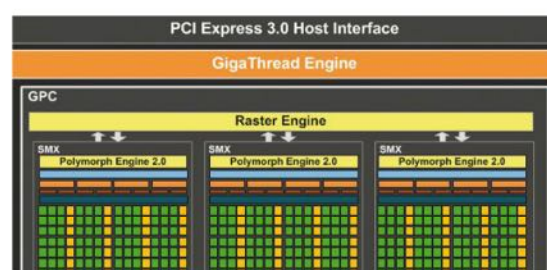 PCI Express 3.0 Host Interface
GigaThread Engine
GPC
Raster Engine
SMX SMX SMX
Polymorph Engine 2.0 Polymorph Engine 2.0 Polymorph Engine 2.0